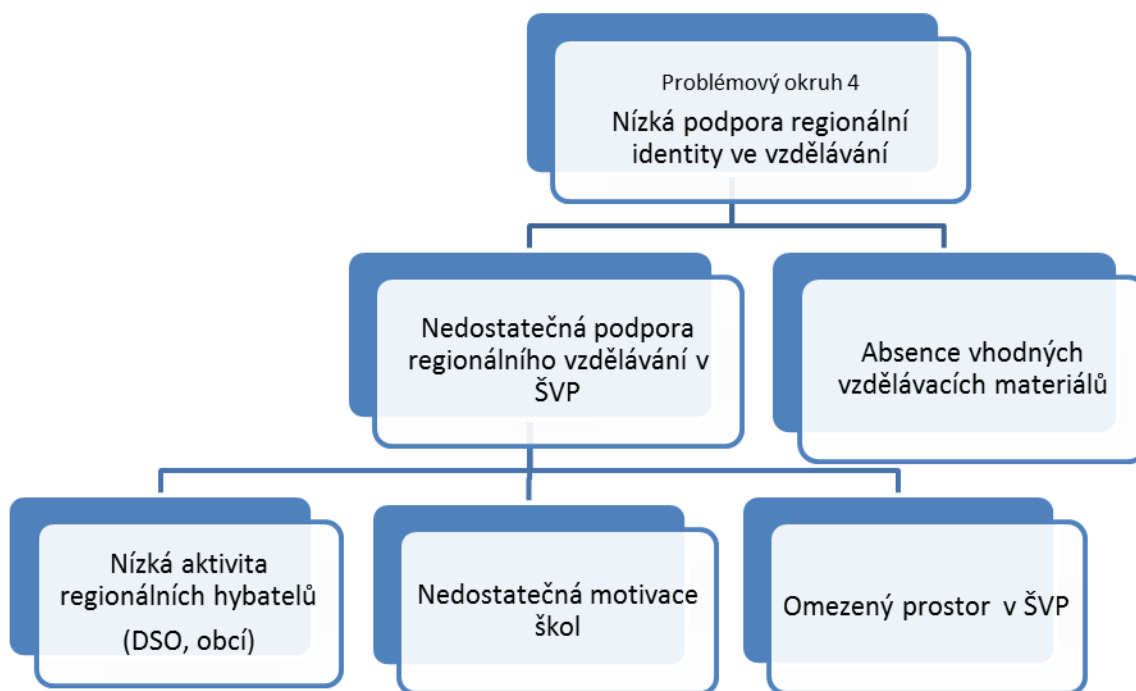 Problémový okruh 4
Nízká podpora regionální
identity ve vzdělávání
Nedostatečná podpora
regionálního vzdělávání v
ŠVP
Absence vhodných
vzdělávacích materiálů
Nízká aktivita
regionálních hybatelů
(DSO, obcí)
Nedostatečná motivace
škol
Omezený prostor v ŠVP